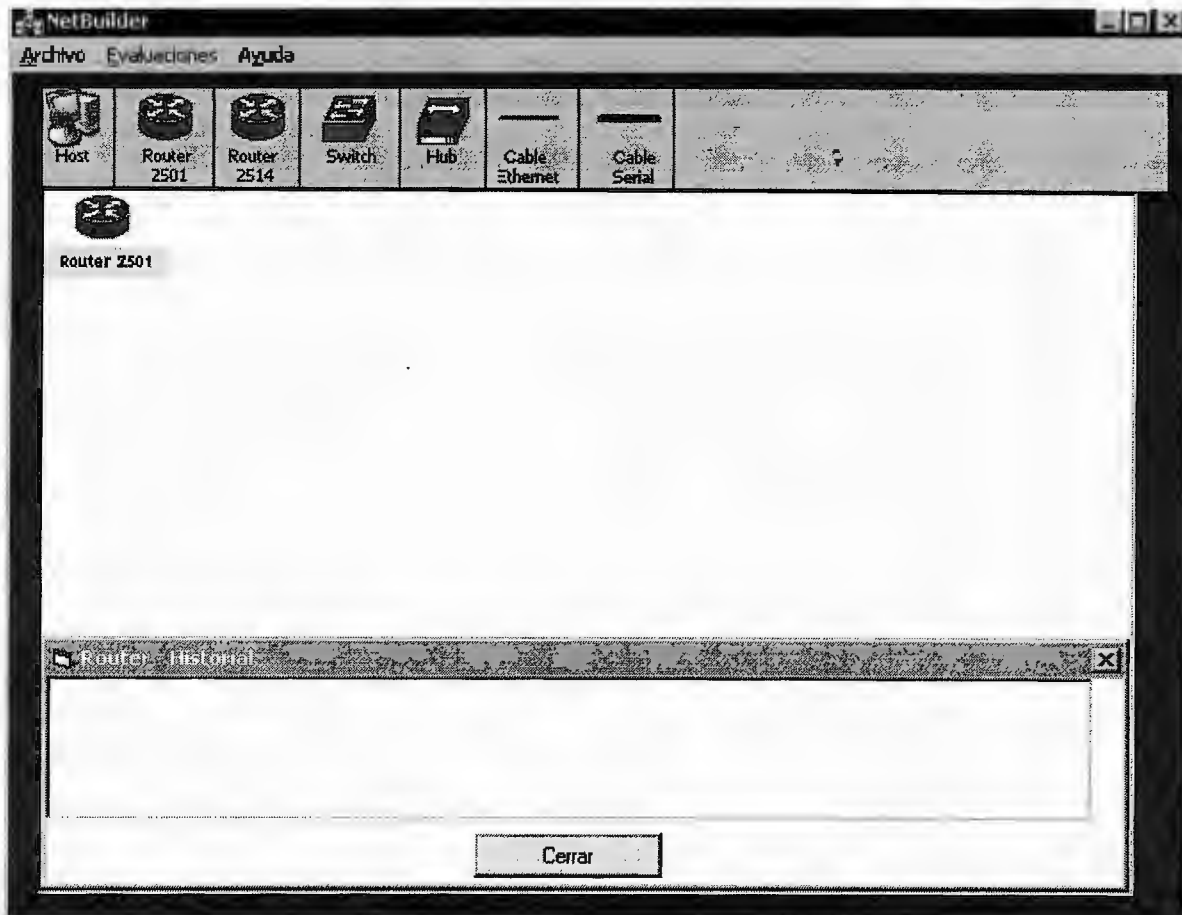 NetBuilder
Archivo Evaluaciones Ayuda
Host
Router
2501
Router
2514
Switch
Hub
Cable
Ethernet
Cable
Serial
Router 2501
Router - Historial
Cerrar